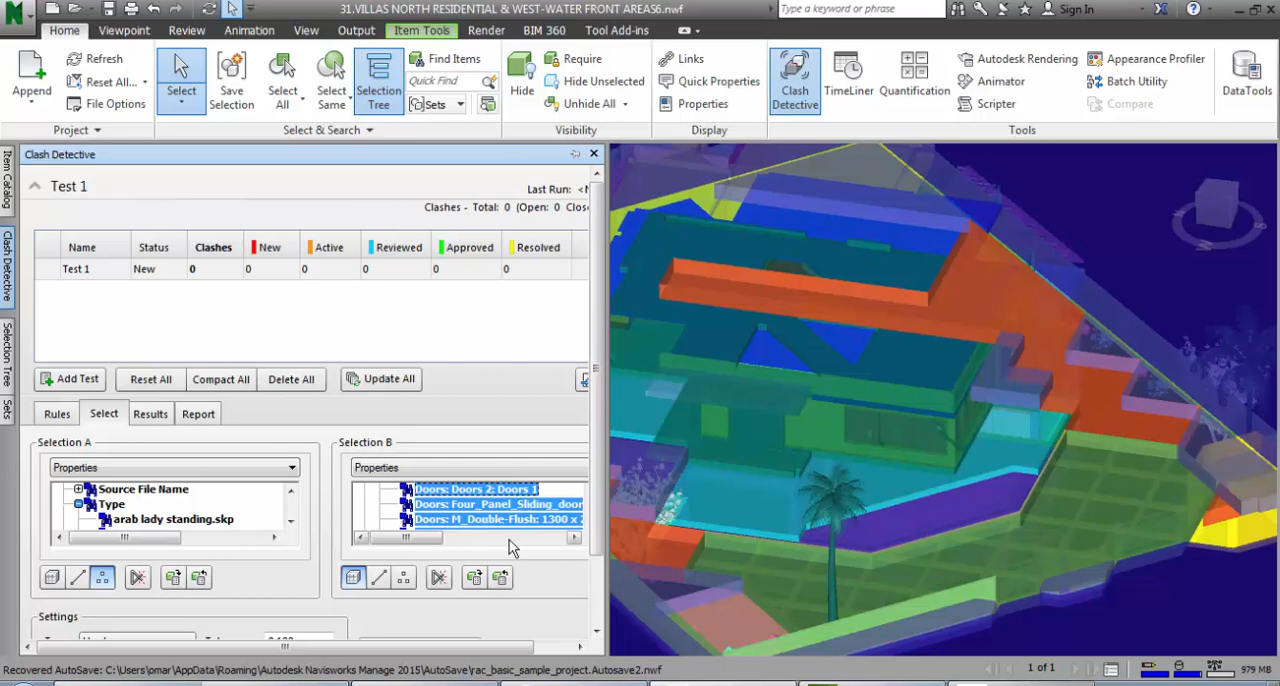 31.VILLAS NORTH RESIDENTIAL & WEST-WATER FRONT AREAS6.nwf
Type a keyword or phrase
Sign In
Home Viewpoint Review Animation View Output Item Tools Render BIM 360 Tool Add-ins
Append
Refresh
Reset All...
File Options
Project
Select
Save Selection
Select All
Select Same
Selection Tree
Find Items
Quick Find
Sets
Select & Search
Hide
Require
Hide Unselected
Unhide All
Visibility
Links
Quick Properties
Properties
Display
Clash Detective
TimeLiner
Quantification
Autodesk Rendering
Animator
Scripter
Appearance Profiler
Batch Utility
Compare
DataTools
Tools
Item Catalog
Clash Detective
Selection Tree
Sets
Clash Detective
Test 1
Last Run:
Clashes - Total: 0 (Open: 0 Close
Name Status Clashes New Active Reviewed Approved Resolved
Test 1 New 0 0 0 0 0 0
Add Test Reset All Compact All Delete All Update All
Rules Select Results Report
Selection A
Properties
Source File Name
Type
arab lady standing.skp
Selection B
Properties
Doors: Doors 2: Doors 1
Doors: Four_Panel_Sliding_door
Doors: M_Double-Flush: 1300 x
Settings
Recovered AutoSave: C:\users\omar\AppData\Roaming\Autodesk Navisworks Manage 2015\AutoSave\rac_basic_sample_project.Autosave2.nwf
1 of 1
979 MB